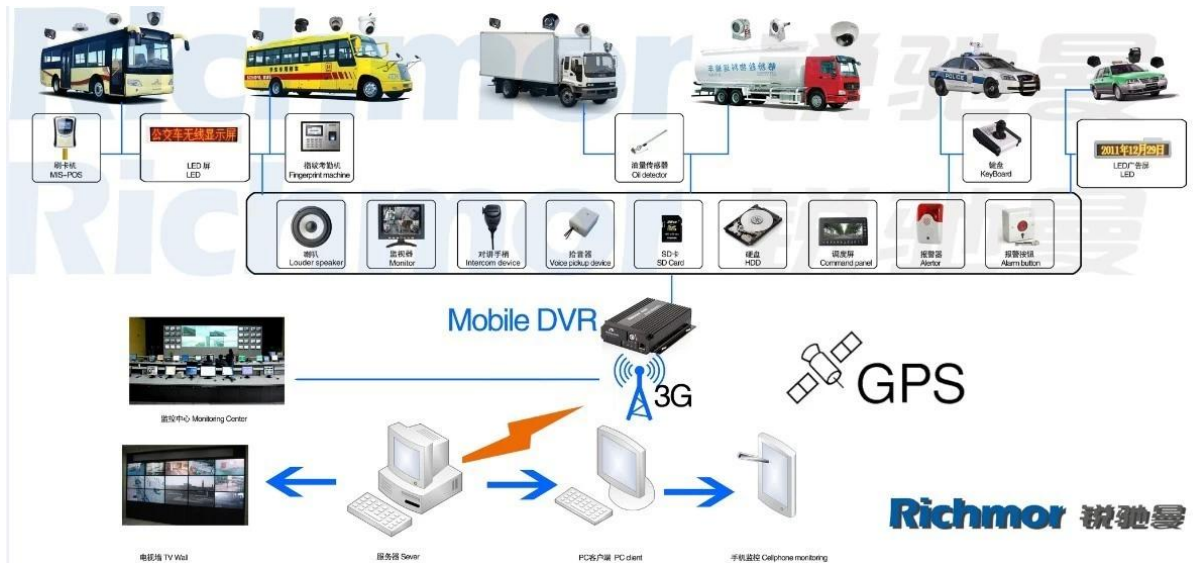 Richmor 锐驰曼
POLICE
公交车无线显示屏
2011年12月29日
刷卡机
MIS-POS
LED 屏
LED
指纹考勤机
Fingerprint machine
油量传感器
Oil detector
键盘
KeyBoard
LED广告屏
LED
Richmor 锐驰曼
喇叭
Louder speaker
监视器
Monitor
对讲手柄
Intercom device
拾音器
Voice pickup device
SD卡
SD Card
硬盘
HDD
调度屏
Command panel
报警器
Alertor
报警按钮
Alarm button
Mobile DVR
3G
GPS
监控中心 Monitoring Center
Richmor 锐驰曼
电视墙 TV Wall
服务器 Sever
PC客户端 PC client
手机监控 Cellphone monitoring